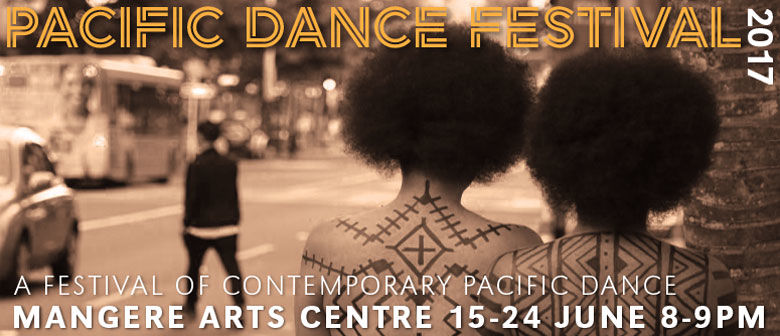 PACIFIC DANCE FESTIVAL
2017
A FESTIVAL OF CONTEMPORARY PACIFIC DANCE
MANGERE ARTS CENTRE 15-24 JUNE 8-9PM